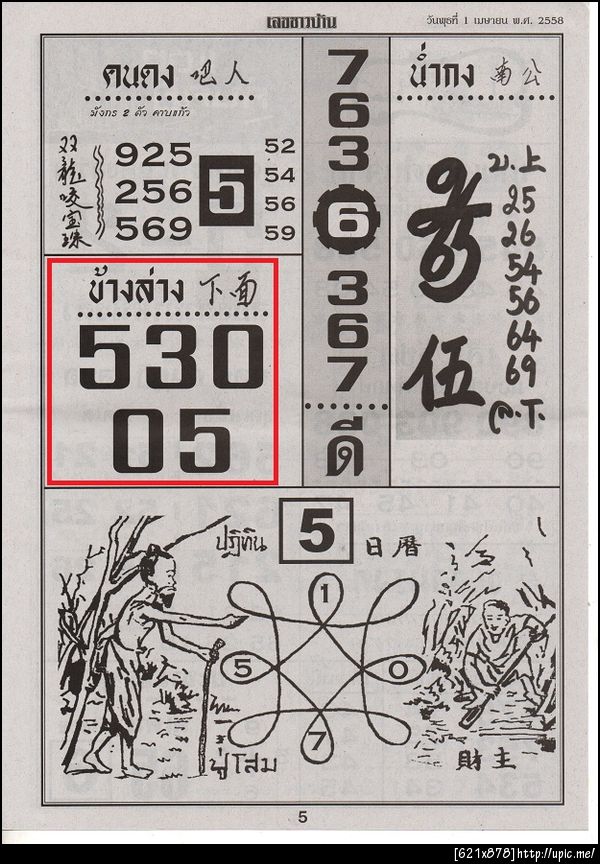 เลขชาวบ้าน
วันพุธที่ 1 เมษายน พ.ศ. 2558
คนดง 吧人
มังกร 2 ตัว คาบแก้ว
双龍咬宝珠
925
256
569
5
52
54
56
59
7
6
3
6
3
6
7
ดี
น่ำกง 南公
伍
บ.上
25
26
54
56
64
69
ล.下
ข้างล่าง 下面
530
05
ปฏิทิน 5 日曆
1
5
0
7
ปู่โสม
財主
5
[621x878]http://upic.me/